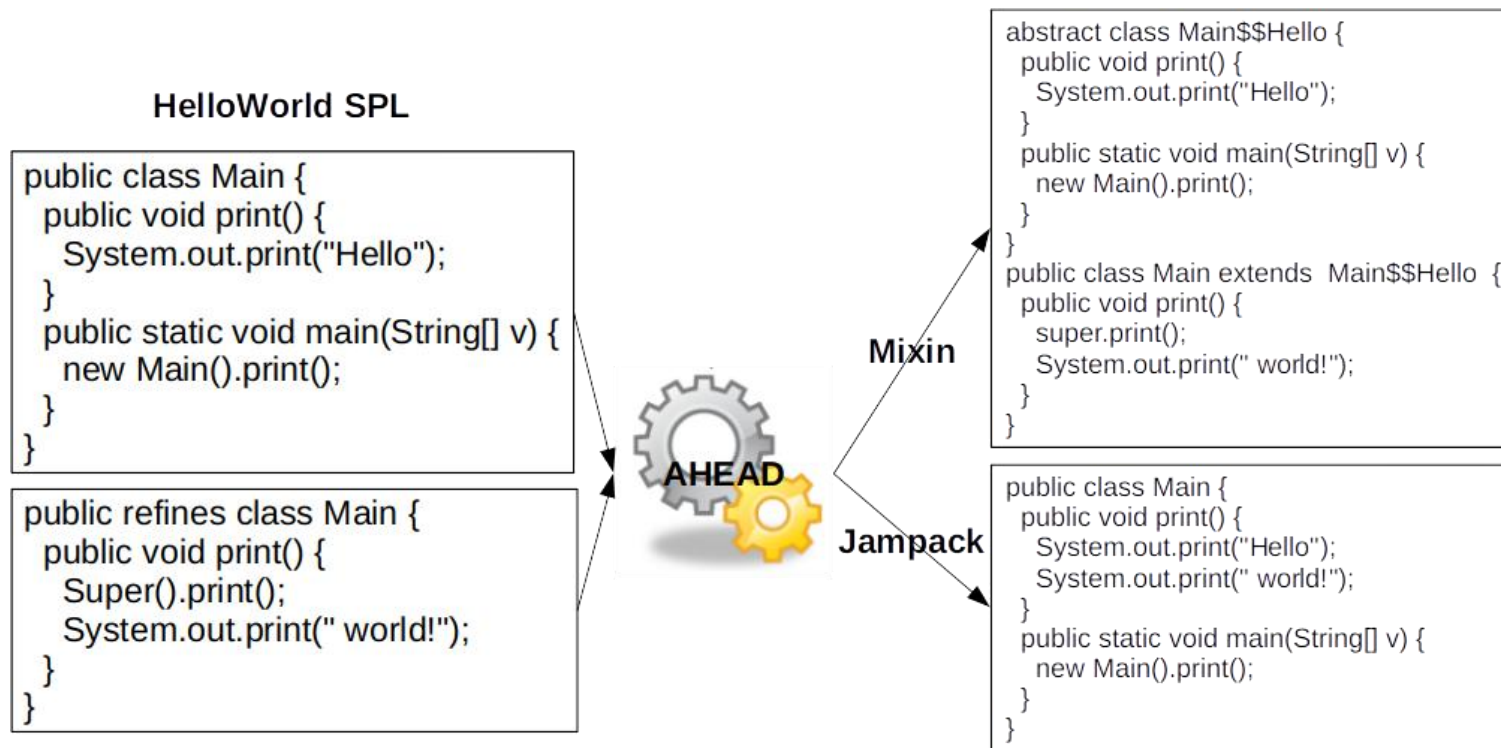 HelloWorld SPL
public class Main {
public void print() {
System.out.print("Hello");
}
public static void main(String[] v) {
new Main().print();
}
}
public refines class Main {
public void print() {
Super().print();
System.out.print(" world!");
}
}
AHEAD
Mixin
Jampack
abstract class Main$$Hello {
public void print() {
System.out.print("Hello");
}
public static void main(String[] v) {
new Main().print();
}
}
public class Main extends Main$$Hello {
public void print() {
super.print();
System.out.print(" world!");
}
}
public class Main {
public void print() {
System.out.print("Hello");
System.out.print(" world!");
}
public static void main(String[] v) {
new Main().print();
}
}